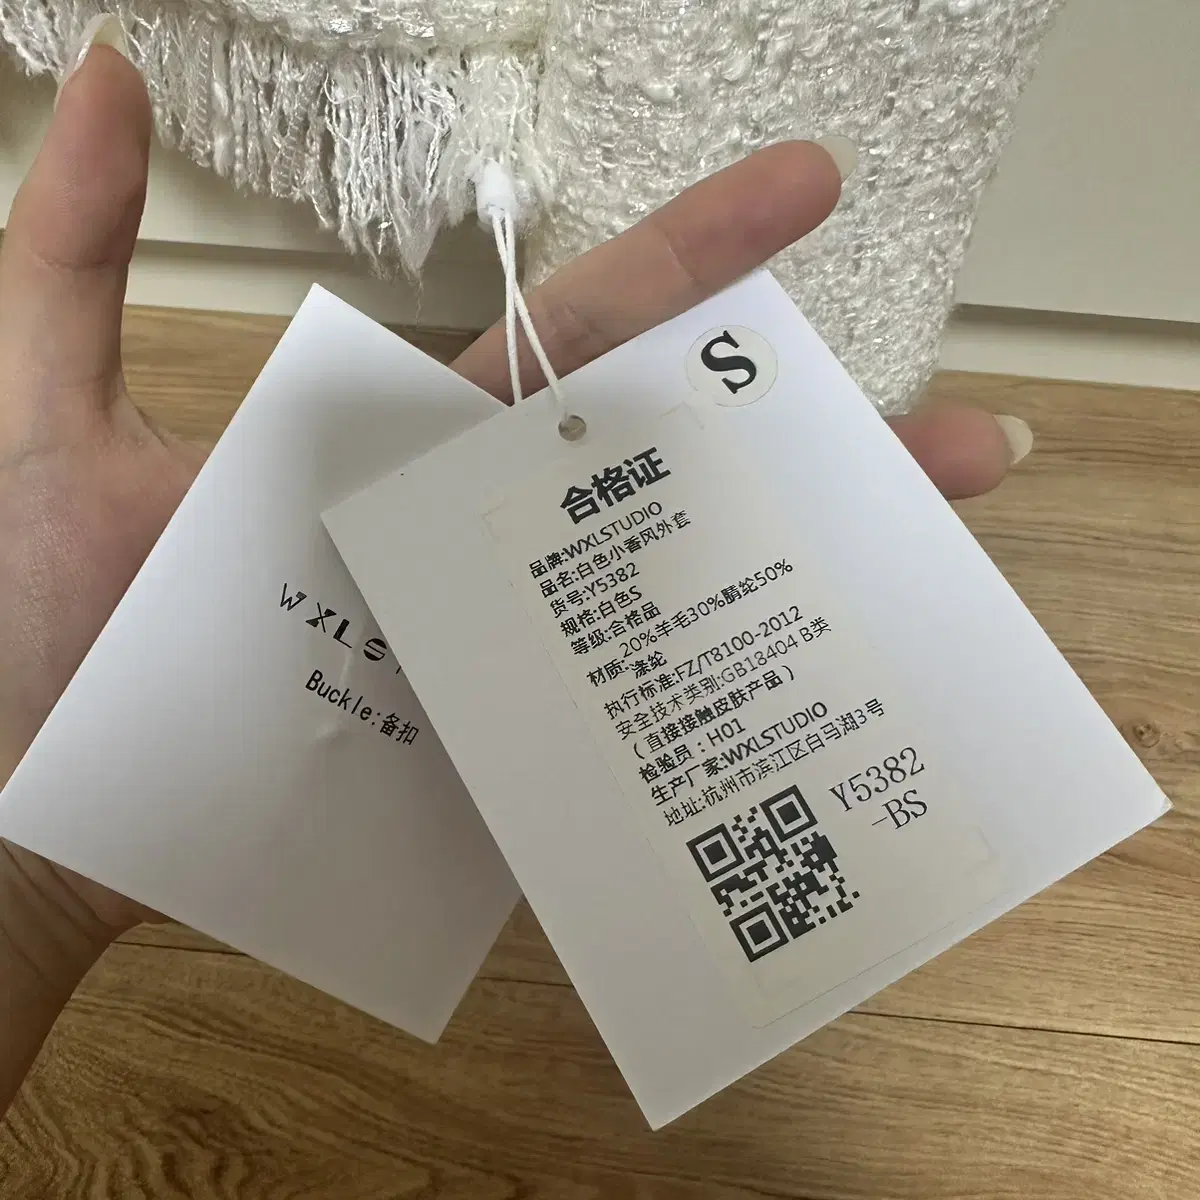 W X L S
Buckle:备扣
S
合格证
品牌:WXLSTUDIO
品名:白色小香风外套
货号:Y5382
规格:白色S
等级:合格品
材质:20%羊毛30%腈纶50%
涤纶
执行标准:FZ/T8100-2012
安全技术类别:GB18404 B类
(直接接触皮肤产品)
检验员:H01
生产厂家:WXLSTUDIO
地址:杭州市滨江区白马湖3号
Y5382
-BS